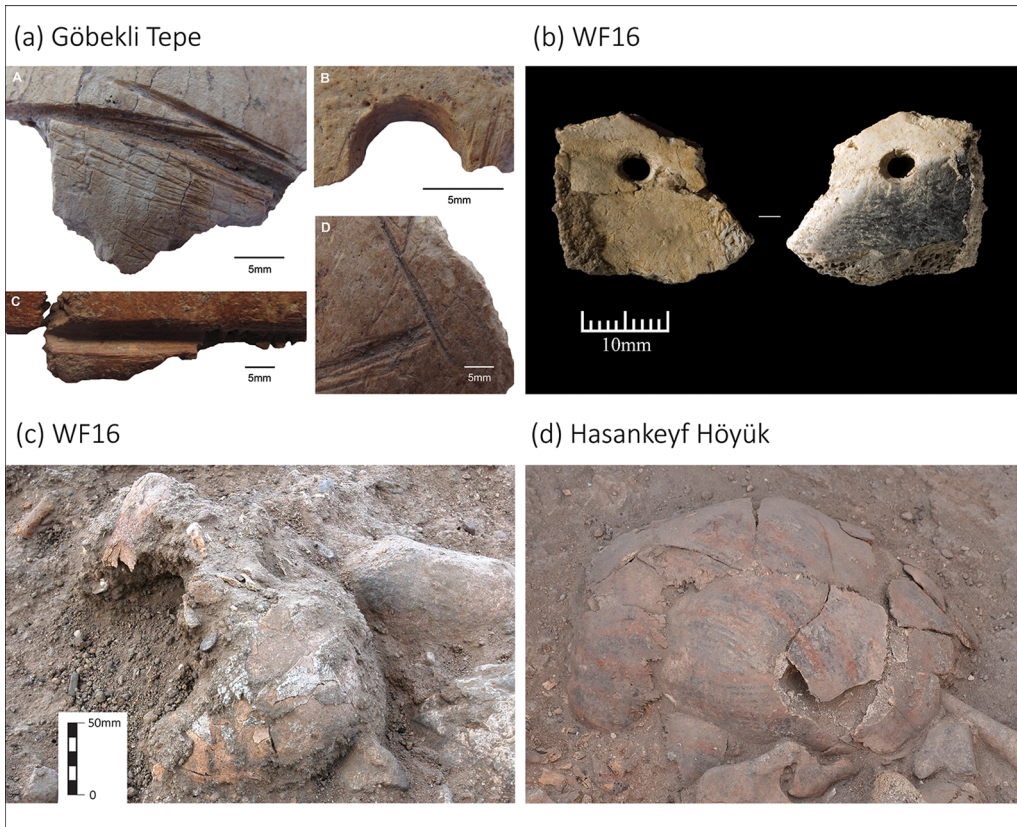 (a) Göbekli Tepe
A
5mm
B
5mm
C
5mm
D
5mm
(b) WF16
10mm
(c) WF16
50mm
0
(d) Hasankeyf Höyük